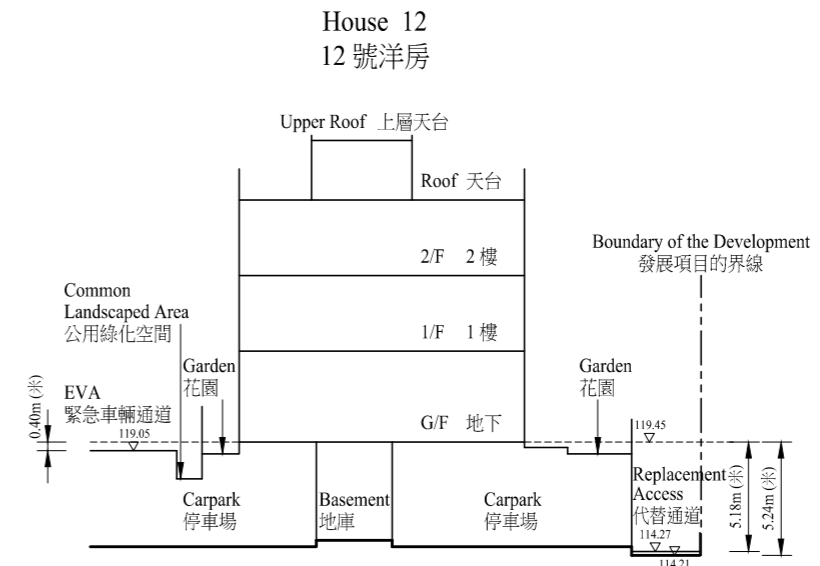 House 12
12 號洋房
Upper Roof 上層天台
Roof 天台
2/F 2 樓
Boundary of the Development
發展項目的界線
Common
Landscaped Area
公用綠化空間
1/F 1 樓
Garden
花園
Garden
花園
EVA
緊急車輛通道
0.40m (米)
119.05
G/F 地下
119.45
Carpark
停車場
Basement
地庫
Carpark
停車場
Replacement
Access
代替通道
114.27
114.21
5.18m (米)
5.24m (米)